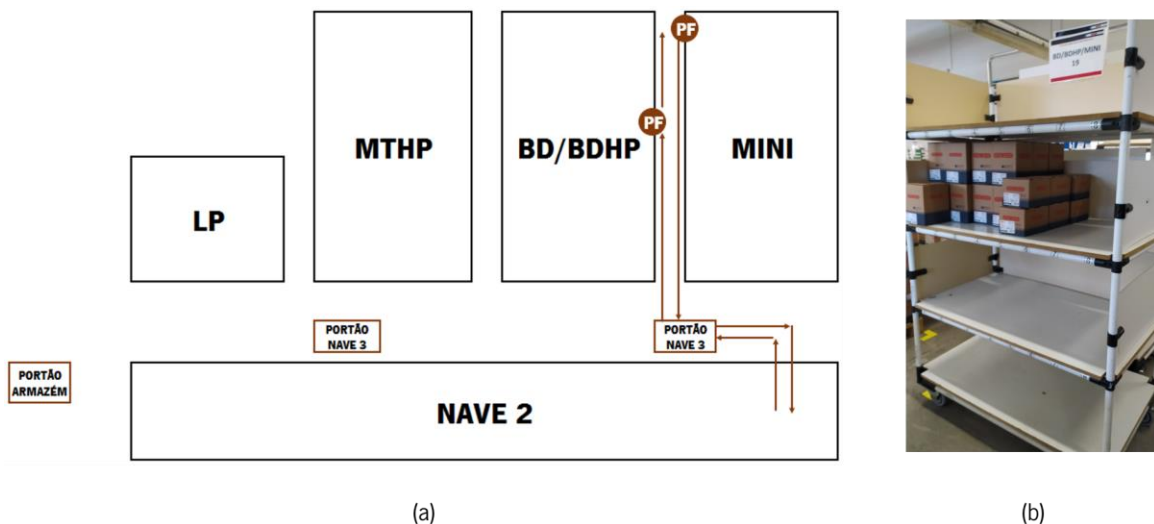 PF
PF
MTHP
BD/BDHP
MINI
LP
PORTÃO
NAVE 3
PORTÃO
NAVE 3
PORTÃO
ARMAZÉM
NAVE 2
BD/BDHP/MINI
19
(a)
(b)